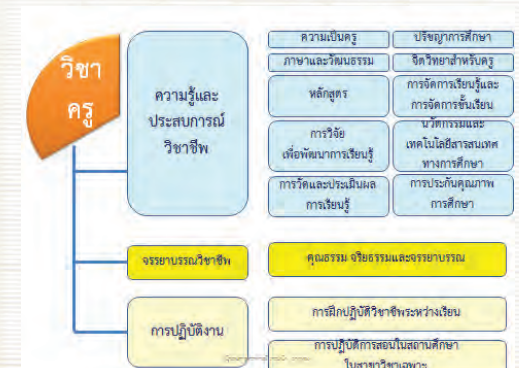 วิชา
ครู
ความรู้และ
ประสบการณ์
วิชาชีพ
ความเป็นครู
ปรัชญาการศึกษา
ภาษาและวัฒนธรรม
จิตวิทยาสำหรับครู
หลักสูตร
การจัดการเรียนรู้และ
การจัดการชั้นเรียน
การวิจัย
เพื่อพัฒนาการเรียนรู้
นวัตกรรมและ
เทคโนโลยีสารสนเทศ
ทางการศึกษา
การวัดและประเมินผล
การเรียนรู้
การประกันคุณภาพ
การศึกษา
จรรยาบรรณวิชาชีพ
คุณธรรม จริยธรรมและจรรยาบรรณ
การปฏิบัติงาน
การฝึกปฏิบัติวิชาชีพระหว่างเรียน
การปฏิบัติการสอนในสถานศึกษา
ในสาขาวิชาเฉพาะ